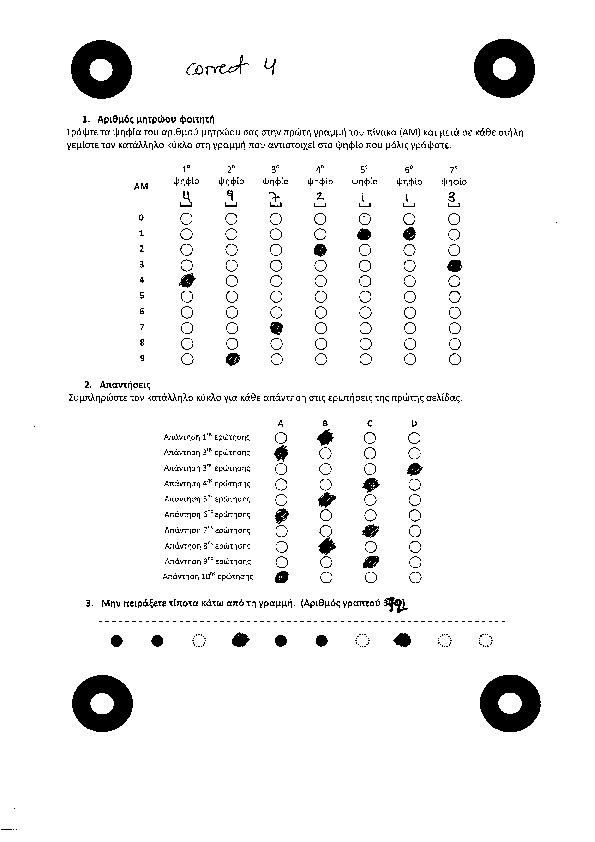 correct 4
1. Αριθμός μητρώου φοιτητή
Γράψτε τα ψηφία του αριθμού μητρώου σας στην πρώτη γραμμή του πίνακα (ΑΜ) και μετά σε κάθε στήλη
γεμίστε τον κατάλληλο κύκλο στη γραμμή που αντιστοιχεί στο ψηφίο που μόλις γράψατε.
1° 2° 3° 4° 5° 6° 7°
ΑΜ ψηφίο ψηφίο ψηφίο ψηφίο ψηφίο ψηφίο ψηφίο
4 9 7 2 1 1 3
0
1
2
3
4
5
6
7
8
9
2. Απαντήσεις
Συμπληρώστε τον κατάλληλο κύκλο για κάθε απάντηση στις ερωτήσεις της πρώτης σελίδας.
A B C D
Απάντηση 1ης ερώτησης
Απάντηση 2ης ερώτησης
Απάντηση 3ης ερώτησης
Απάντηση 4ης ερώτησης
Απάντηση 5ης ερώτησης
Απάντηση 6ης ερώτησης
Απάντηση 7ης ερώτησης
Απάντηση 8ης ερώτησης
Απάντηση 9ης ερώτησης
Απάντηση 10ης ερώτησης
3. Μην πειράξετε τίποτα κάτω από τη γραμμή. (Αριθμός γραπτού